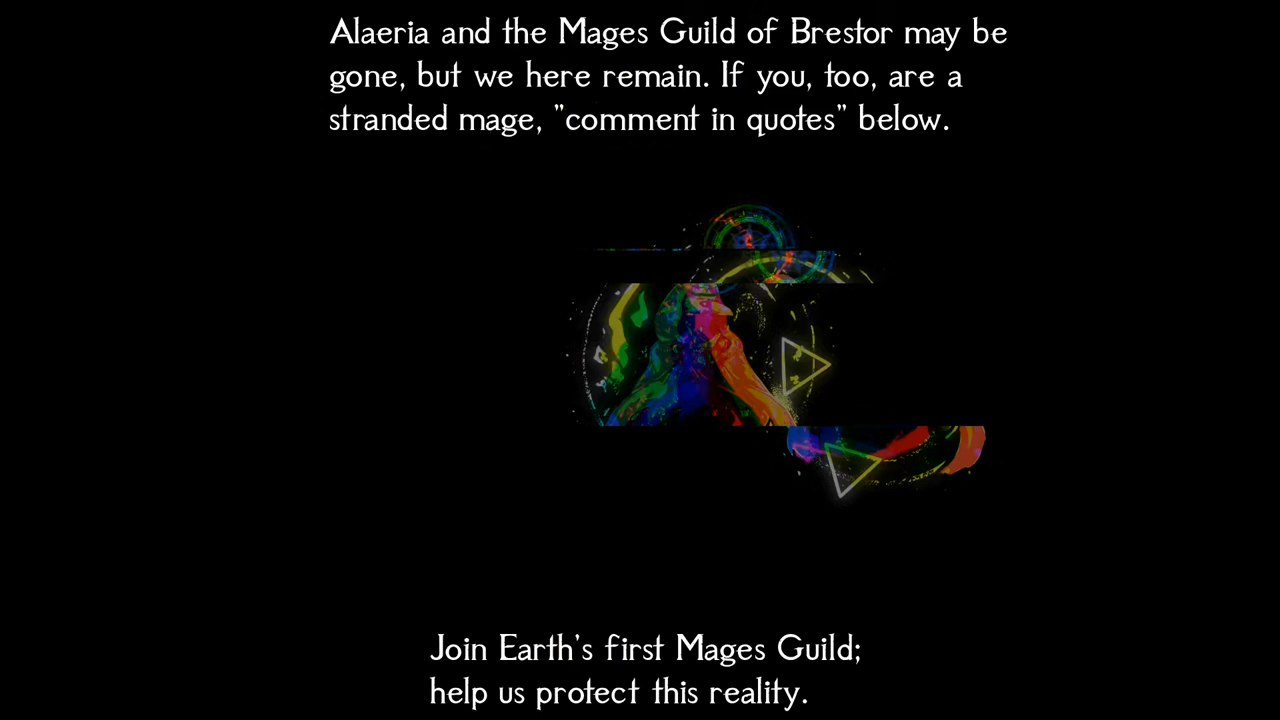 Alaeria and the Mages Guild of Brestor may be
gone, but we here remain. If you, too, are a
stranded mage, "comment in quotes" below.
Join Earth's first Mages Guild;
help us protect this reality.